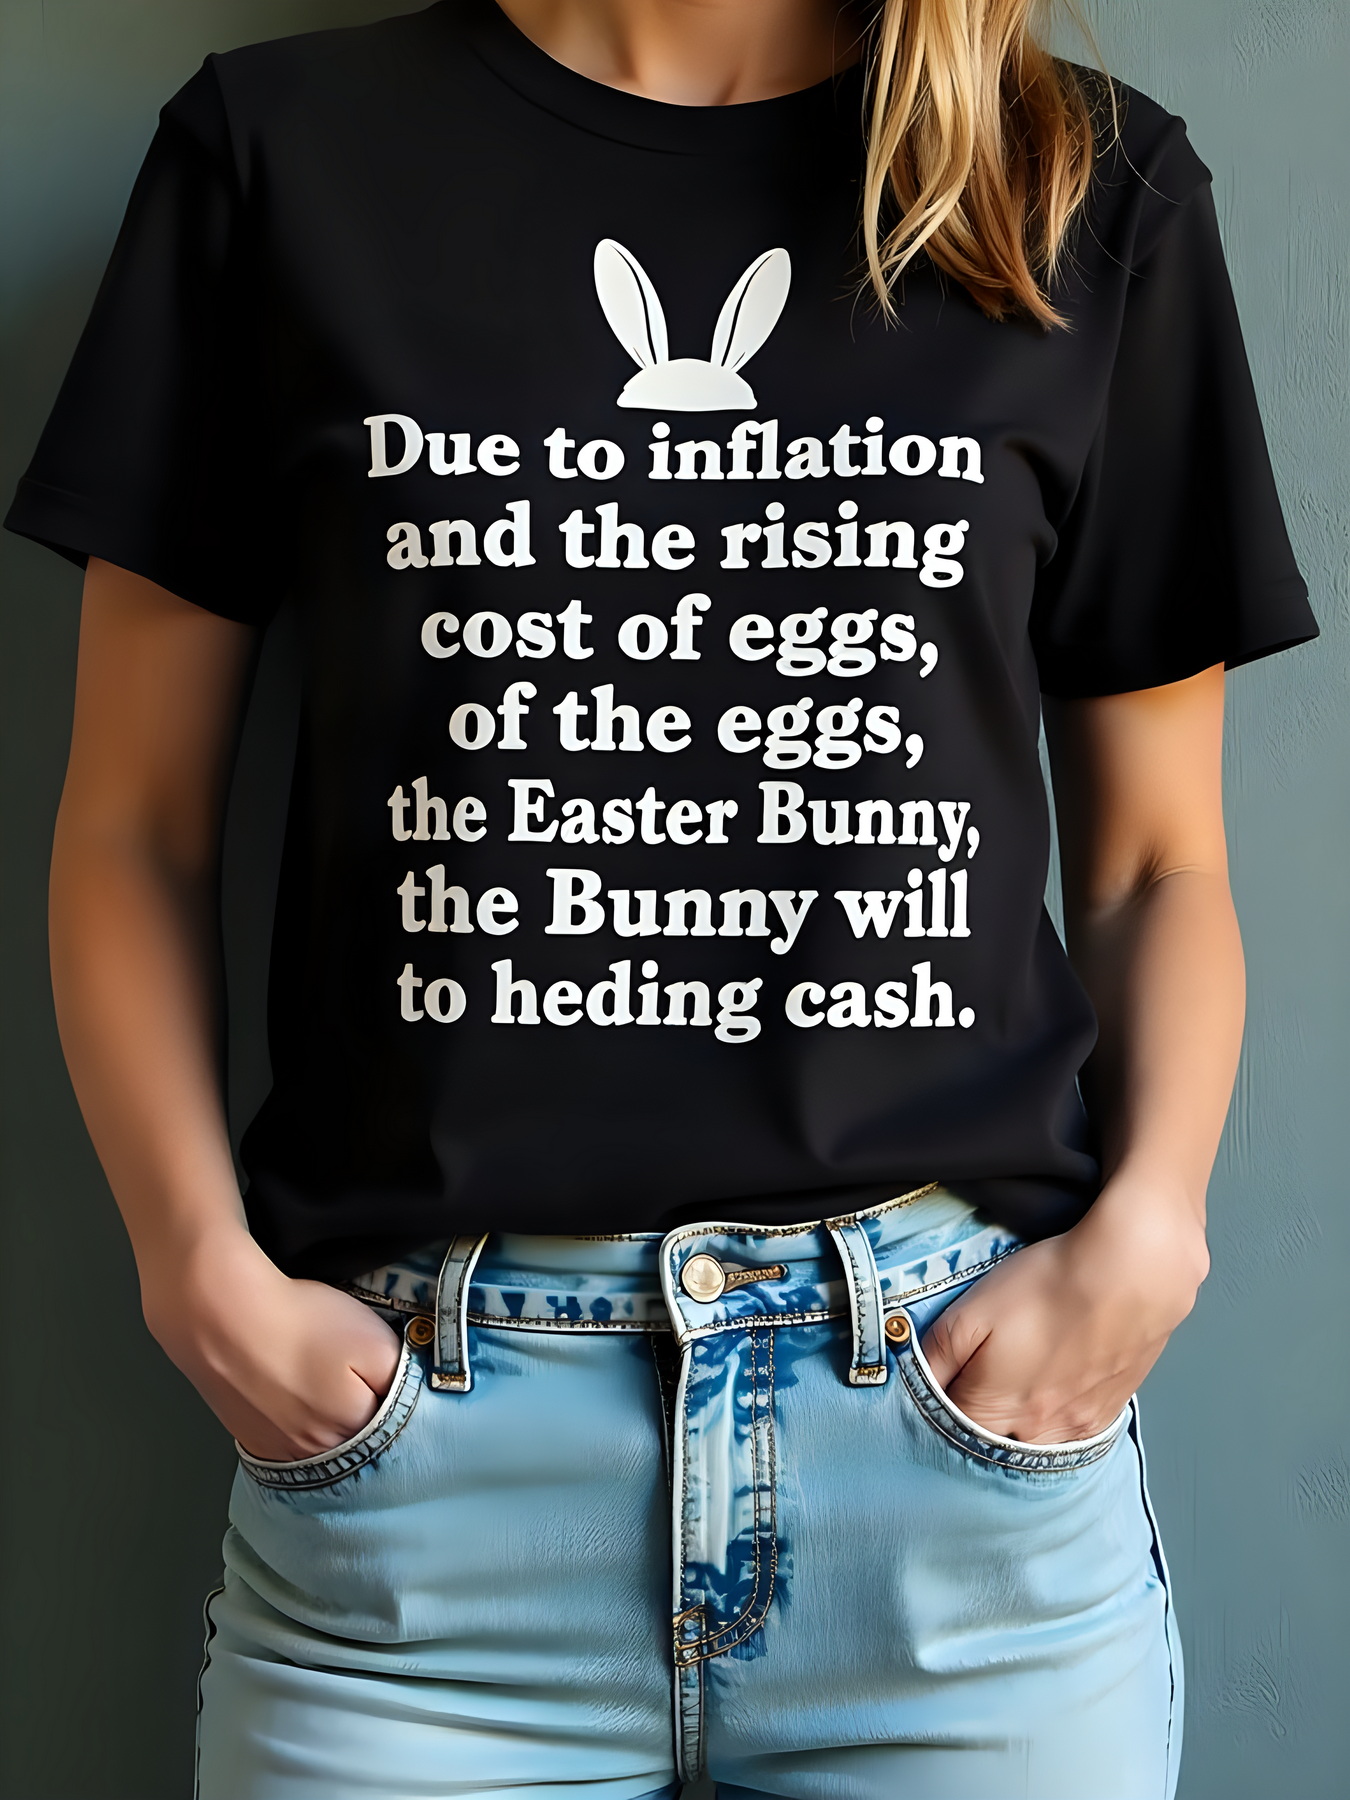 Due to inflation
and the rising
cost of eggs,
of the eggs,
the Easter Bunny,
the Bunny will
to heding cash.